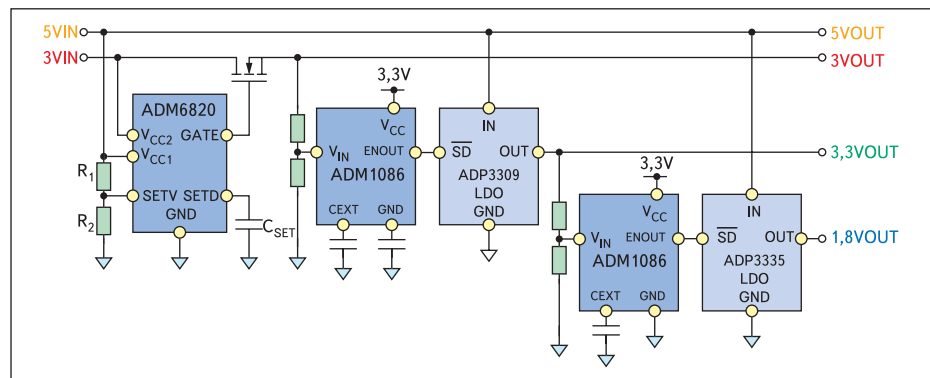 5VIN
5VOUT
3VIN
3VOUT
ADM6820
VCC2
GATE
VCC1
R1
SETV
SETD
R2
GND
CSET
3,3V
VCC
VIN
ENOUT
ADM1086
CEXT
GND
IN
SD
OUT
ADP3309
LDO
GND
3,3VOUT
3,3V
VCC
VIN
ENOUT
ADM1086
CEXT
GND
IN
SD
OUT
ADP3335
LDO
GND
1,8VOUT